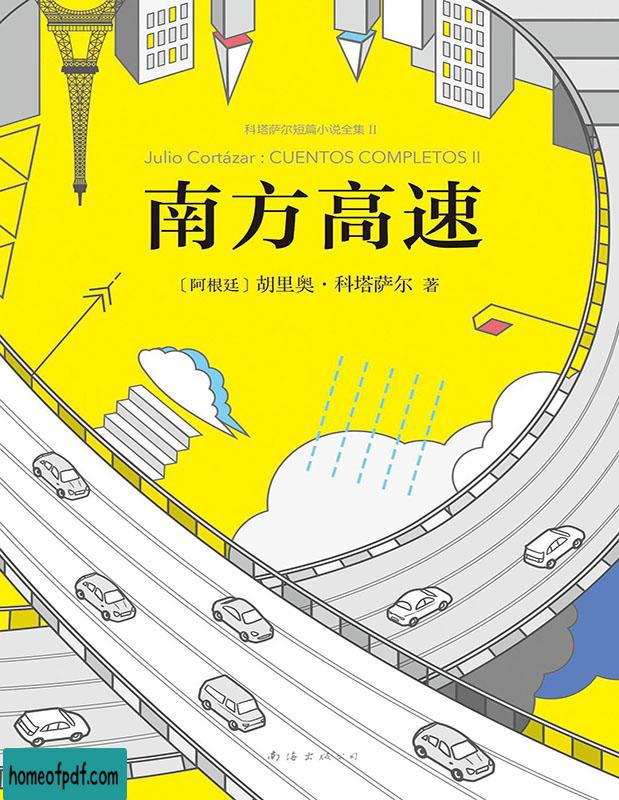 科塔萨尔短篇小说全集 II
Julio Cortázar : CUENTOS COMPLETOS II
南方高速
〔阿根廷〕胡里奥·科塔萨尔 著
南海出版公司
homeofpdf.com